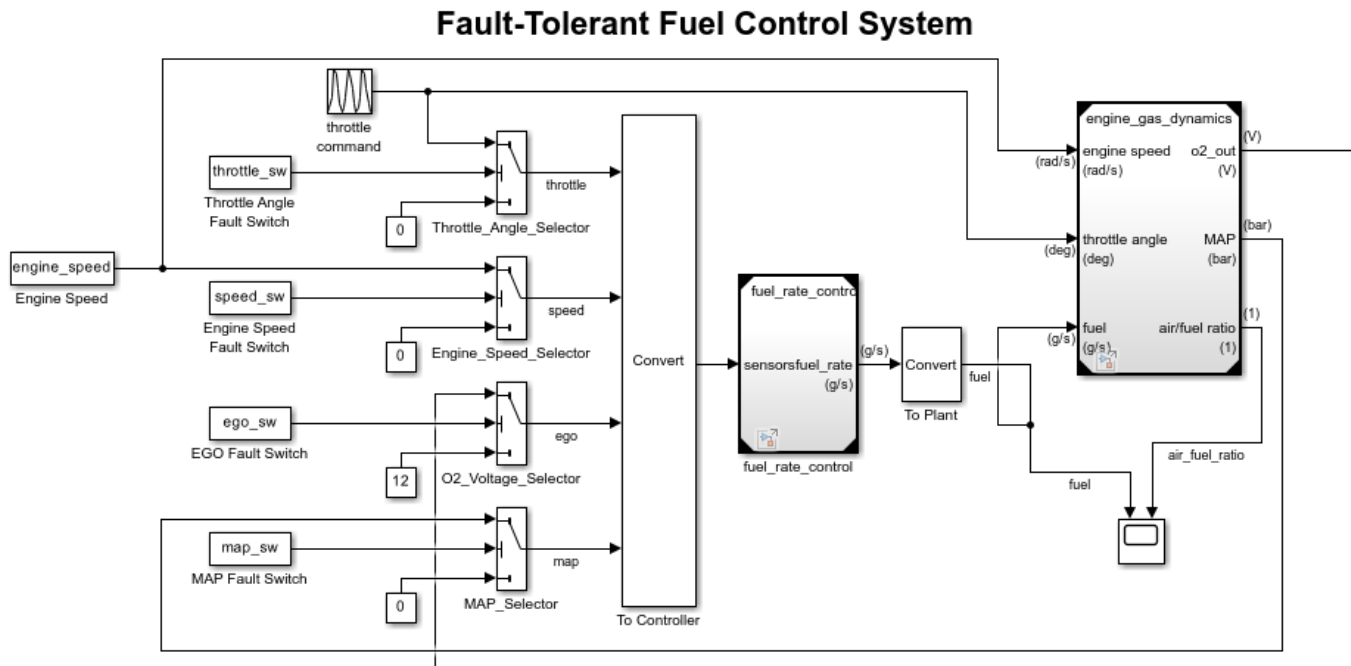 Fault-Tolerant Fuel Control System
throttle
command
throttle_sw
Throttle Angle
Fault Switch
0
Throttle_Angle_Selector
throttle
engine_speed
Engine Speed
speed_sw
Engine Speed
Fault Switch
0
Engine_Speed_Selector
speed
ego_sw
EGO Fault Switch
12
O2_Voltage_Selector
ego
map_sw
MAP Fault Switch
0
MAP_Selector
map
Convert
To Controller
fuel_rate_contro
sensorsfuel_rate
(g/s)
fuel_rate_control
(g/s)
Convert
To Plant
fuel
fuel
engine_gas_dynamics
(rad/s)
engine speed
(rad/s)
o2_out
(V)
(V)
(deg)
throttle angle
(deg)
MAP
(bar)
(bar)
(g/s)
fuel
(g/s)
air/fuel ratio
(1)
(1)
air_fuel_ratio